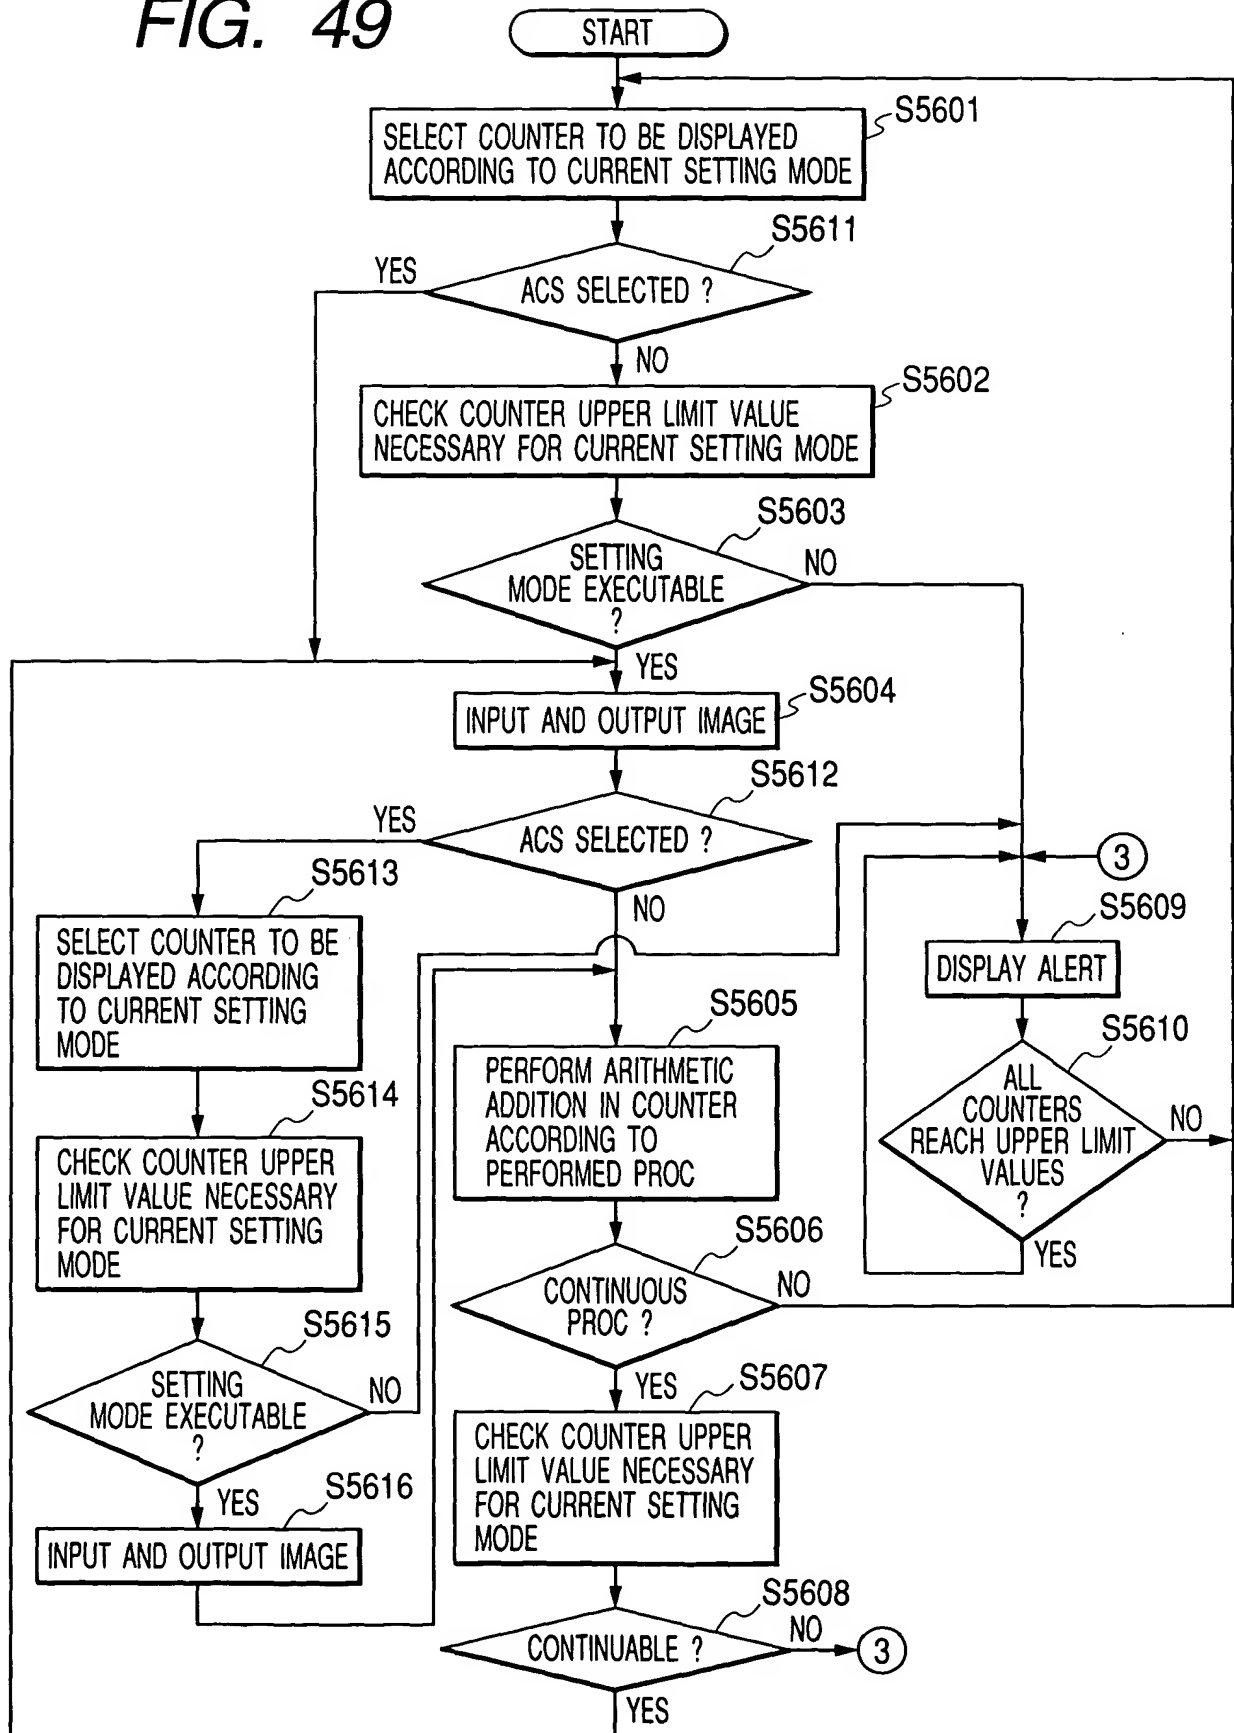 FIG. 49
START
S5601
SELECT COUNTER TO BE DISPLAYED
ACCORDING TO CURRENT SETTING MODE
S5611
YES
ACS SELECTED ?
NO
S5602
CHECK COUNTER UPPER LIMIT VALUE
NECESSARY FOR CURRENT SETTING MODE
S5603
SETTING
MODE EXECUTABLE
?
NO
YES
S5604
INPUT AND OUTPUT IMAGE
S5612
YES
ACS SELECTED ?
NO
3
S5613
SELECT COUNTER TO BE
DISPLAYED ACCORDING
TO CURRENT SETTING
MODE
S5609
DISPLAY ALERT
S5605
PERFORM ARITHMETIC
ADDITION IN COUNTER
ACCORDING TO
PERFORMED PROC
S5610
ALL
COUNTERS
REACH UPPER LIMIT
VALUES
?
NO
YES
S5614
CHECK COUNTER UPPER
LIMIT VALUE NECESSARY
FOR CURRENT SETTING
MODE
S5606
CONTINUOUS
PROC ?
NO
YES
S5615
SETTING
MODE EXECUTABLE
?
NO
YES
S5607
CHECK COUNTER UPPER
LIMIT VALUE NECESSARY
FOR CURRENT SETTING
MODE
S5616
INPUT AND OUTPUT IMAGE
S5608
CONTINUABLE ?
NO
3
YES